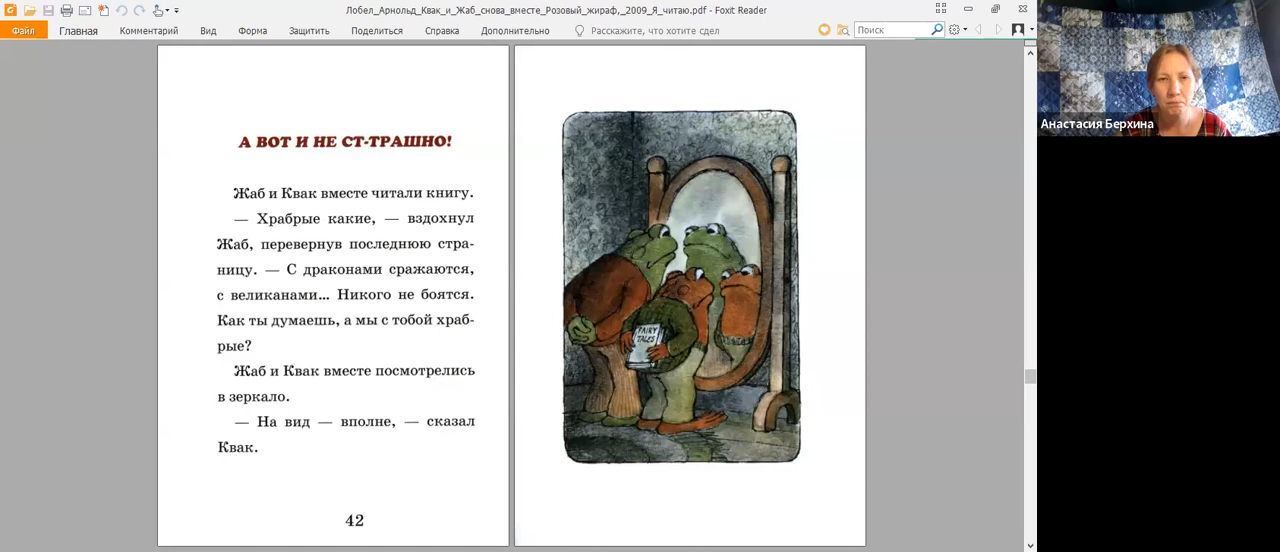 Лобел_Арнольд_Квак_и_Жаб_снова_вместе_Розовый_жираф,_2009_Я_читаю.pdf - Foxit Reader
Файл Главная Комментарий Вид Форма Защитить Поделиться Справка Дополнительно Расскажите, что хотите сдел Поиск
Анастасия Берхина
А ВОТ И НЕ СТ-ТРАШНО!
Жаб и Квак вместе читали книгу.
— Храбрые какие, — вздохнул
Жаб, перевернув последнюю стра-
ницу. — С драконами сражаются,
с великанами... Никого не боятся.
Как ты думаешь, а мы с тобой храб-
рые?
Жаб и Квак вместе посмотрелись
в зеркало.
— На вид — вполне, — сказал
Квак.
42
FAIRY
TALES